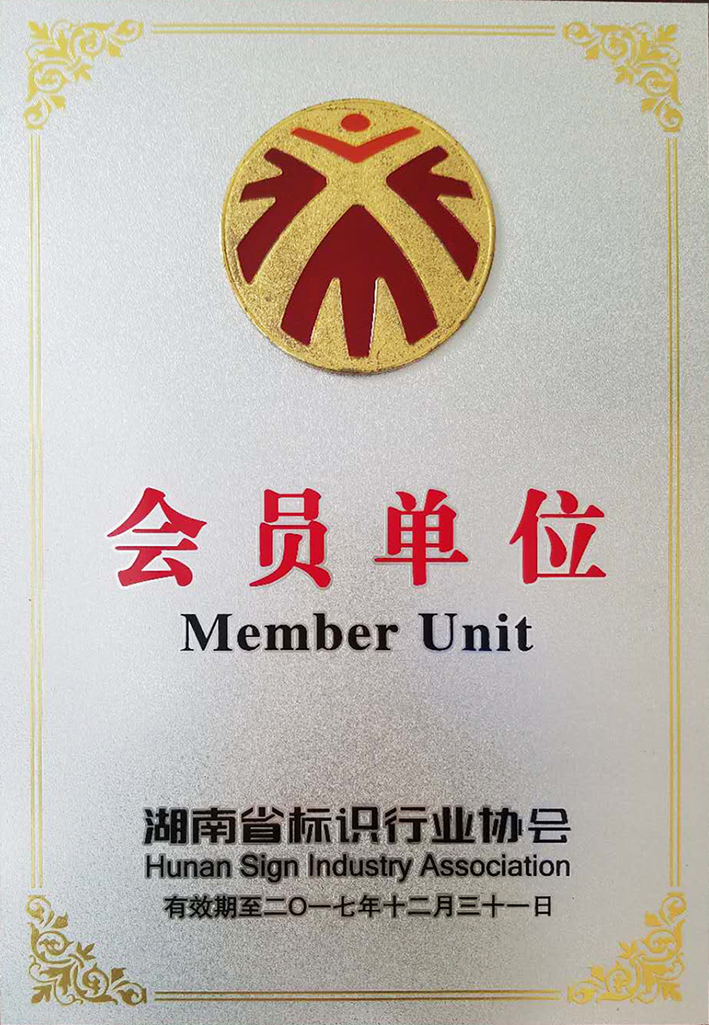 会员单位
Member Unit
湖南省标识行业协会
Hunan Sign Industry Association
有效期至二〇一七年十二月三十一日